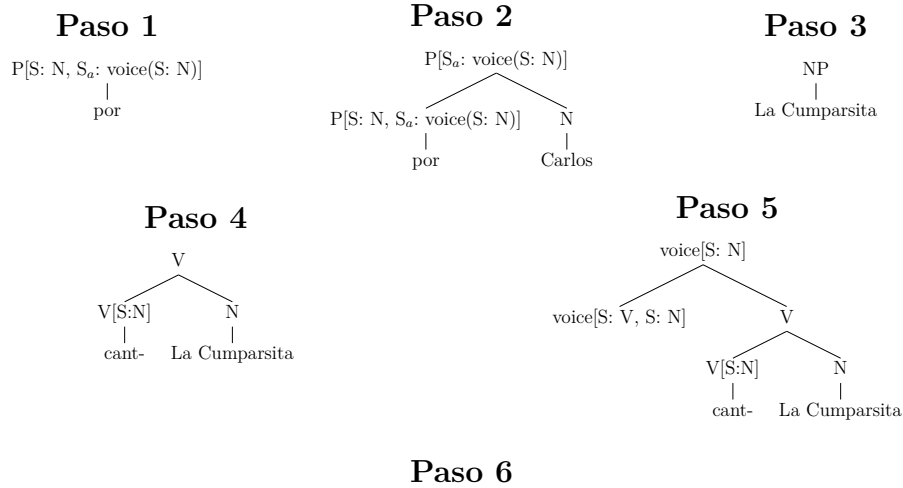 Paso 1
P[S: N, Sₐ: voice(S: N)]
por
Paso 2
P[Sₐ: voice(S: N)]
P[S: N, Sₐ: voice(S: N)]
N
por
Carlos
Paso 3
NP
La Cumparsita
Paso 4
V
V[S:N]
N
cant-
La Cumparsita
Paso 5
voice[S: N]
voice[S: V, S: N]
V
V[S:N]
N
cant-
La Cumparsita
Paso 6